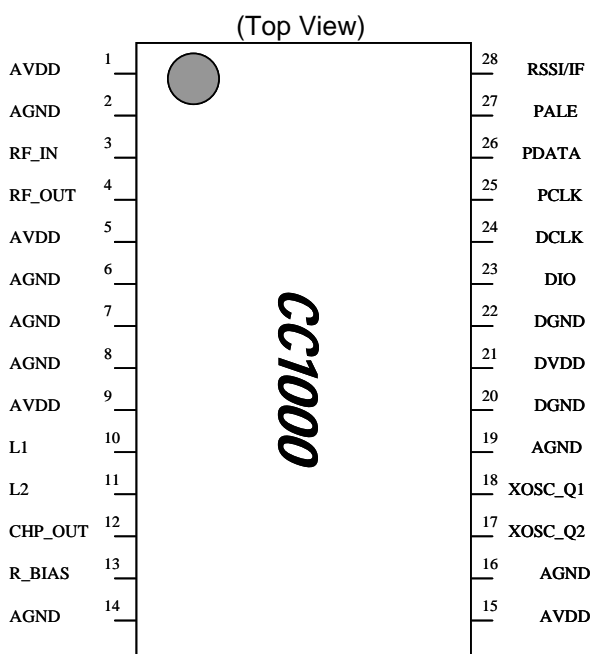 (Top View)
AVDD 1 28 RSSI/IF
AGND 2 27 PALE
RF_IN 3 26 PDATA
RF_OUT 4 25 PCLK
AVDD 5 24 DCLK
AGND 6 23 DIO
AGND 7 22 DGND
AGND 8 21 DVDD
AVDD 9 20 DGND
L1 10 19 AGND
L2 11 18 XOSC_Q1
CHP_OUT 12 17 XOSC_Q2
R_BIAS 13 16 AGND
AGND 14 15 AVDD
CC1000